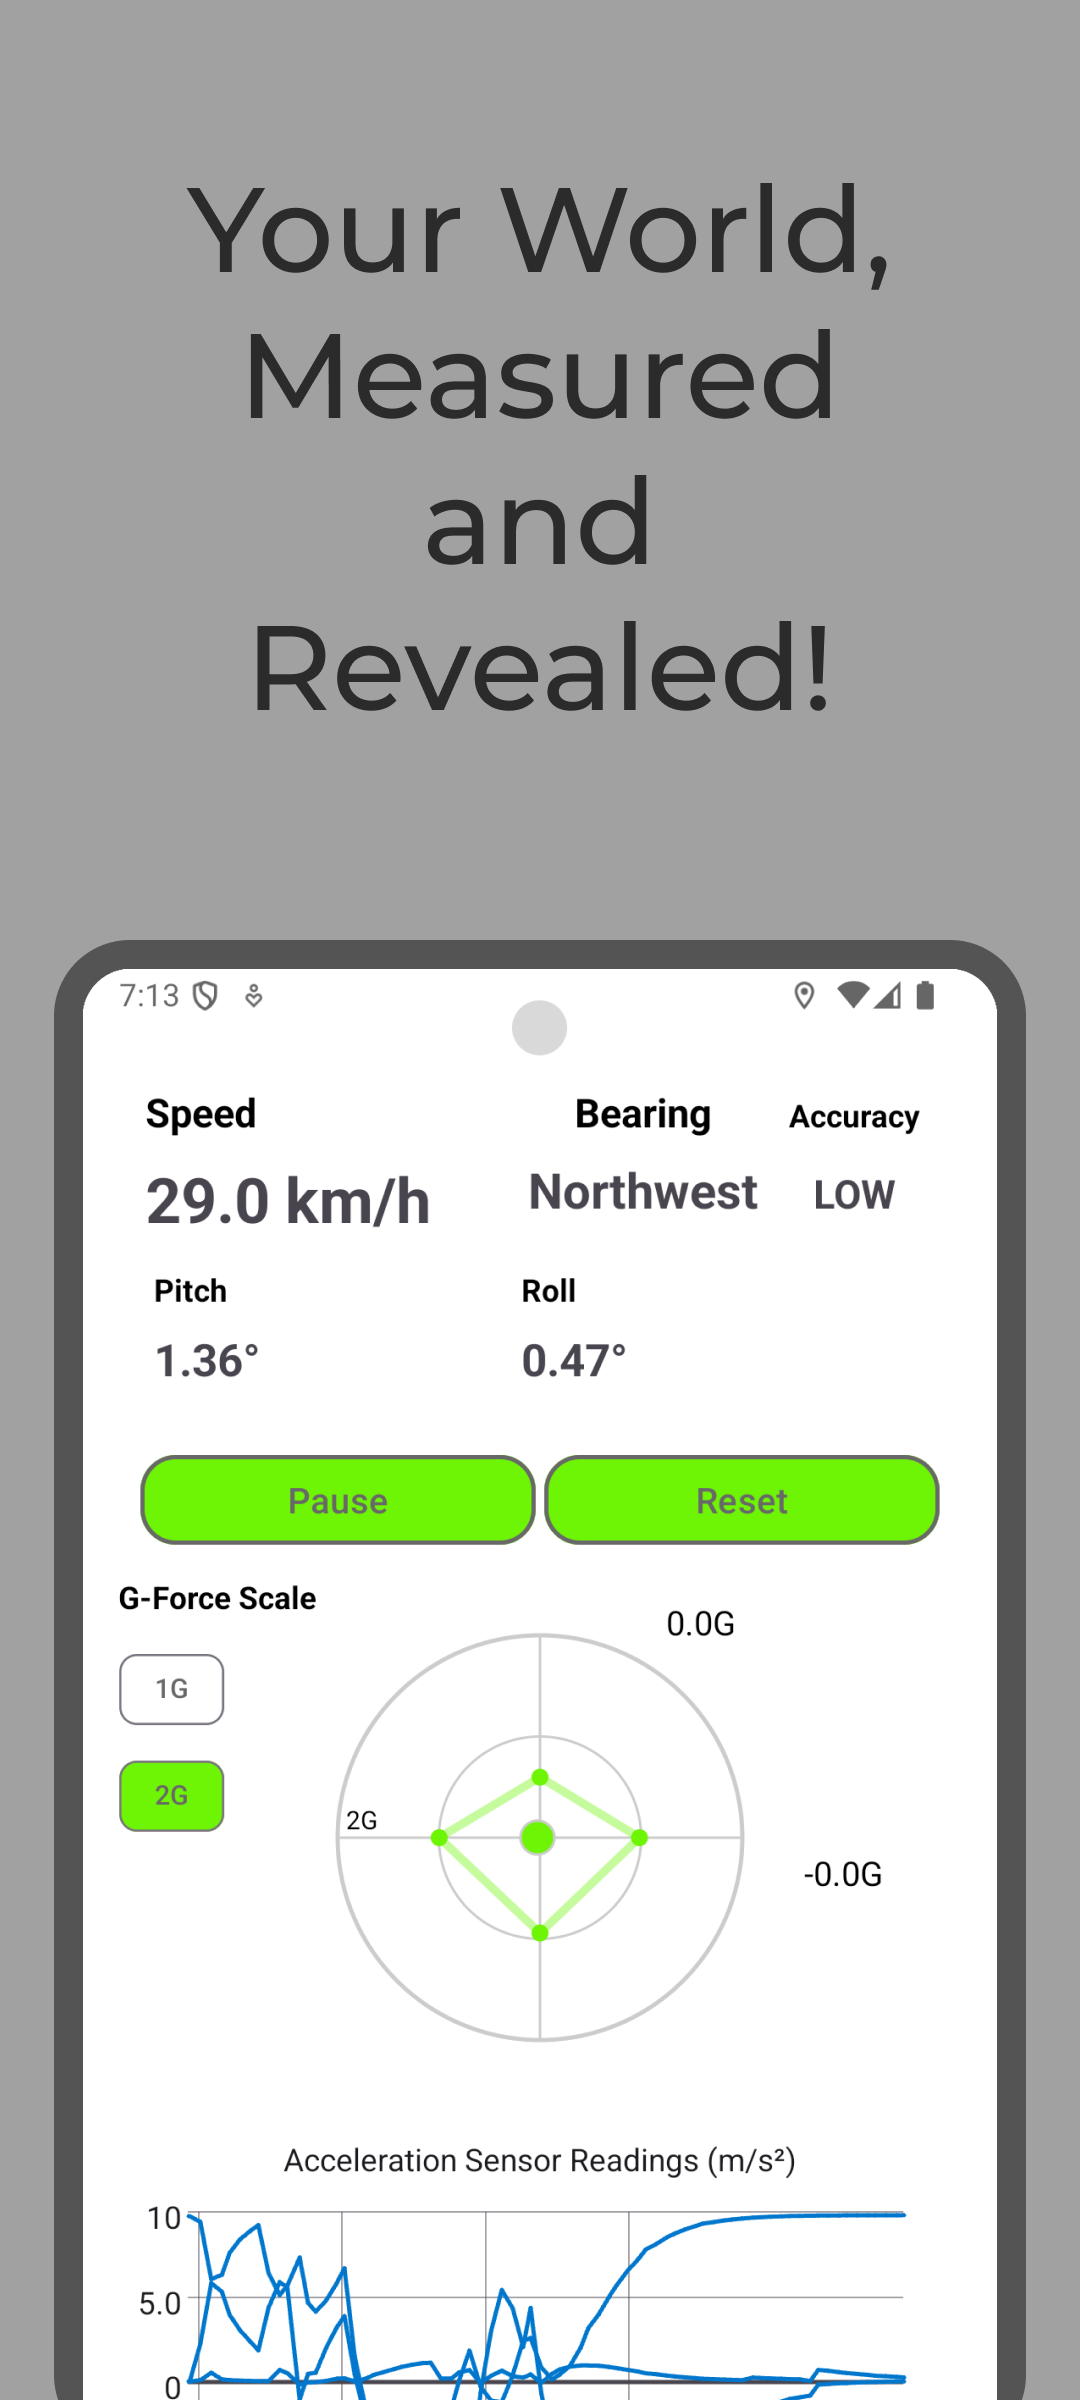 Your World,
Measured
and
Revealed!
7:13
Speed
Bearing
Accuracy
29.0 km/h
Northwest
LOW
Pitch
Roll
1.36°
0.47°
Pause
Reset
G-Force Scale
0.0G
1G
2G
2G
-0.0G
Acceleration Sensor Readings (m/s²)
10
5.0
0